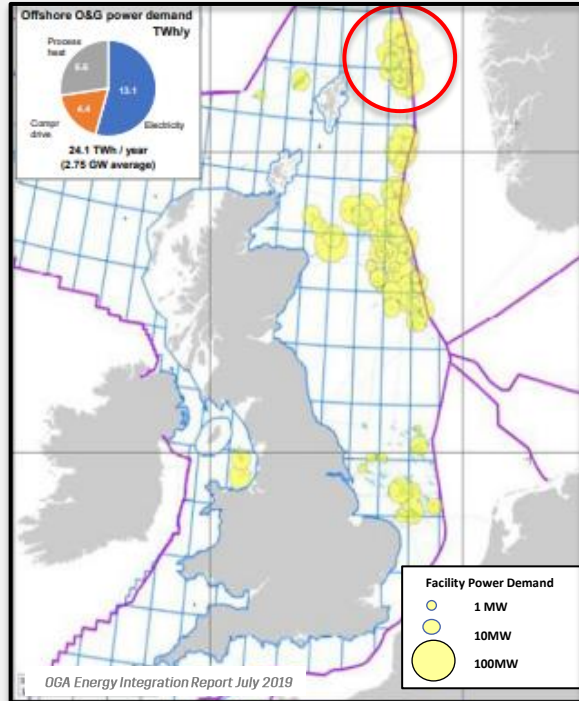 Offshore O&G power demand
TWh/y
Process
heat
6.6
13.1
4.4
Compr
drive
Electricity
24.1 TWh / year
(2.75 GW average)
Facility Power Demand
1 MW
10MW
100MW
OGA Energy Integration Report July 2019